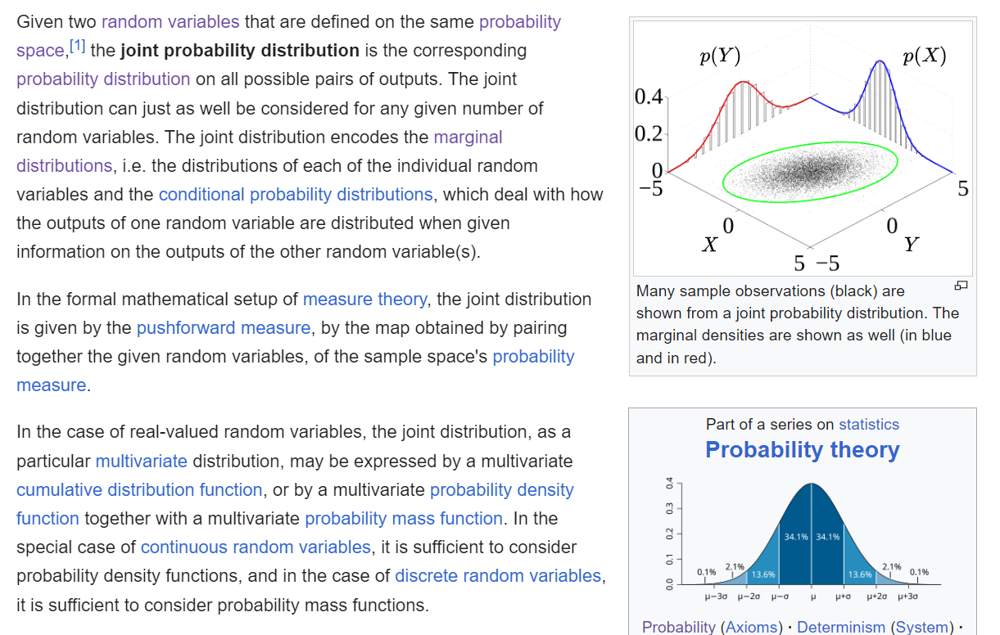 Given two random variables that are defined on the same probability
space,[1] the joint probability distribution is the corresponding
probability distribution on all possible pairs of outputs. The joint
distribution can just as well be considered for any given number of
random variables. The joint distribution encodes the marginal
distributions, i.e. the distributions of each of the individual random
variables and the conditional probability distributions, which deal with how
the outputs of one random variable are distributed when given
information on the outputs of the other random variable(s).
In the formal mathematical setup of measure theory, the joint distribution
is given by the pushforward measure, by the map obtained by pairing
together the given random variables, of the sample space's probability
measure.
In the case of real-valued random variables, the joint distribution, as a
particular multivariate distribution, may be expressed by a multivariate
cumulative distribution function, or by a multivariate probability density
function together with a multivariate probability mass function. In the
special case of continuous random variables, it is sufficient to consider
probability density functions, and in the case of discrete random variables,
it is sufficient to consider probability mass functions.
p(Y) p(X)
0.4
0.2
0
−5 5
0 0
X Y
5 −5
Many sample observations (black) are
shown from a joint probability distribution. The
marginal densities are shown as well (in blue
and in red).
Part of a series on statistics
Probability theory
0.4
0.3
0.2
0.1
0.0
34.1% 34.1%
0.1% 2.1% 13.6% 13.6% 2.1% 0.1%
μ−3σ μ−2σ μ−σ μ μ+σ μ+2σ μ+3σ
Probability (Axioms) · Determinism (System) ·